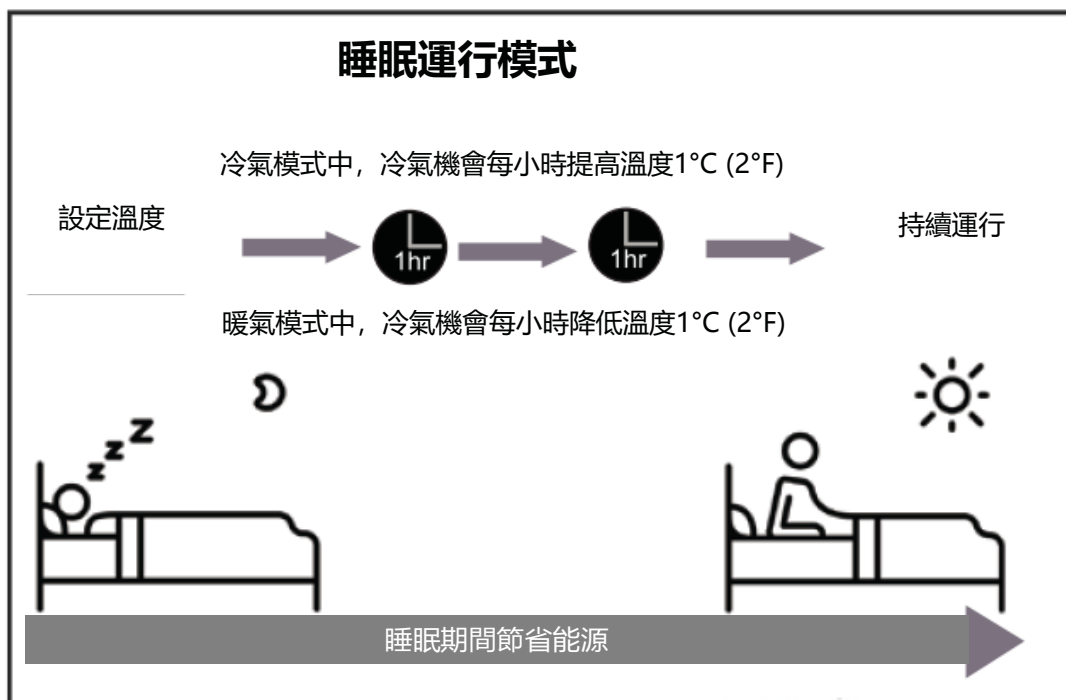 睡眠運行模式
冷氣模式中，冷氣機會每小時提高溫度1°C (2°F)
設定溫度
1hr
1hr
持續運行
暖氣模式中，冷氣機會每小時降低溫度1°C (2°F)
z z Z
睡眠期間節省能源